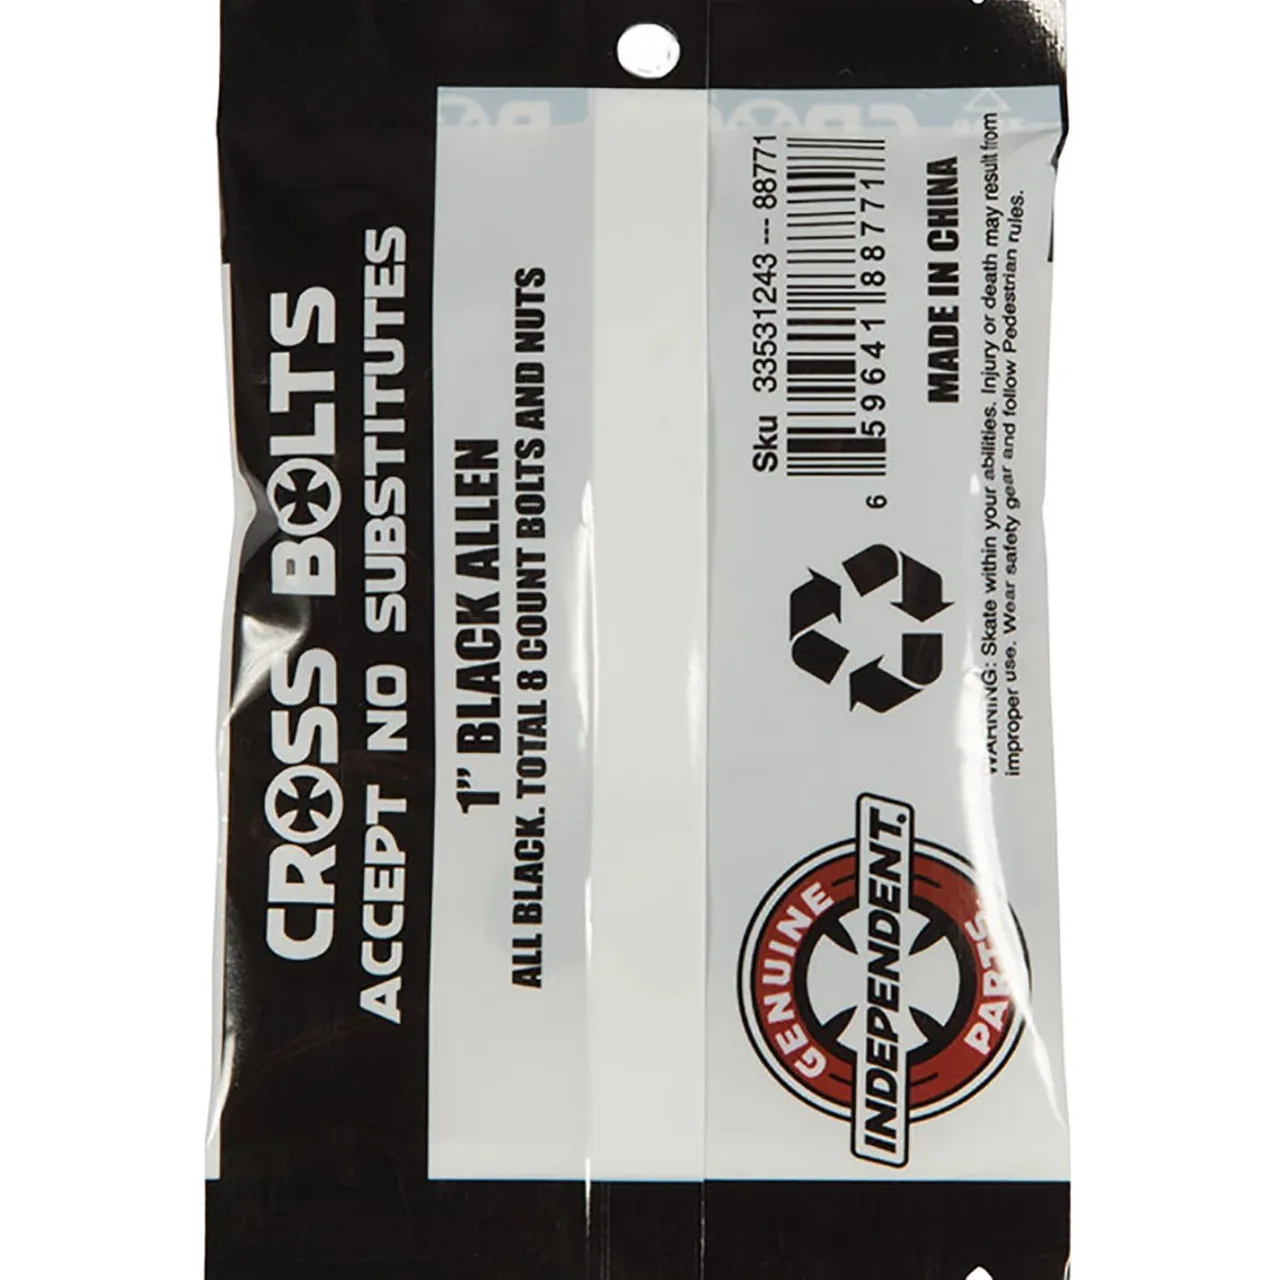 CROSS BOLTS
ACCEPT NO SUBSTITUTES
1” BLACK ALLEN
ALL BLACK. TOTAL 8 COUNT BOLTS AND NUTS
Sku 33531243 --- 88771
6 59641 88771
MADE IN CHINA
WARNING: Skate within your abilities. Injury or death may result from
improper use. Wear safety gear and follow Pedestrian rules.
GENUINE
INDEPENDENT.
PARTS